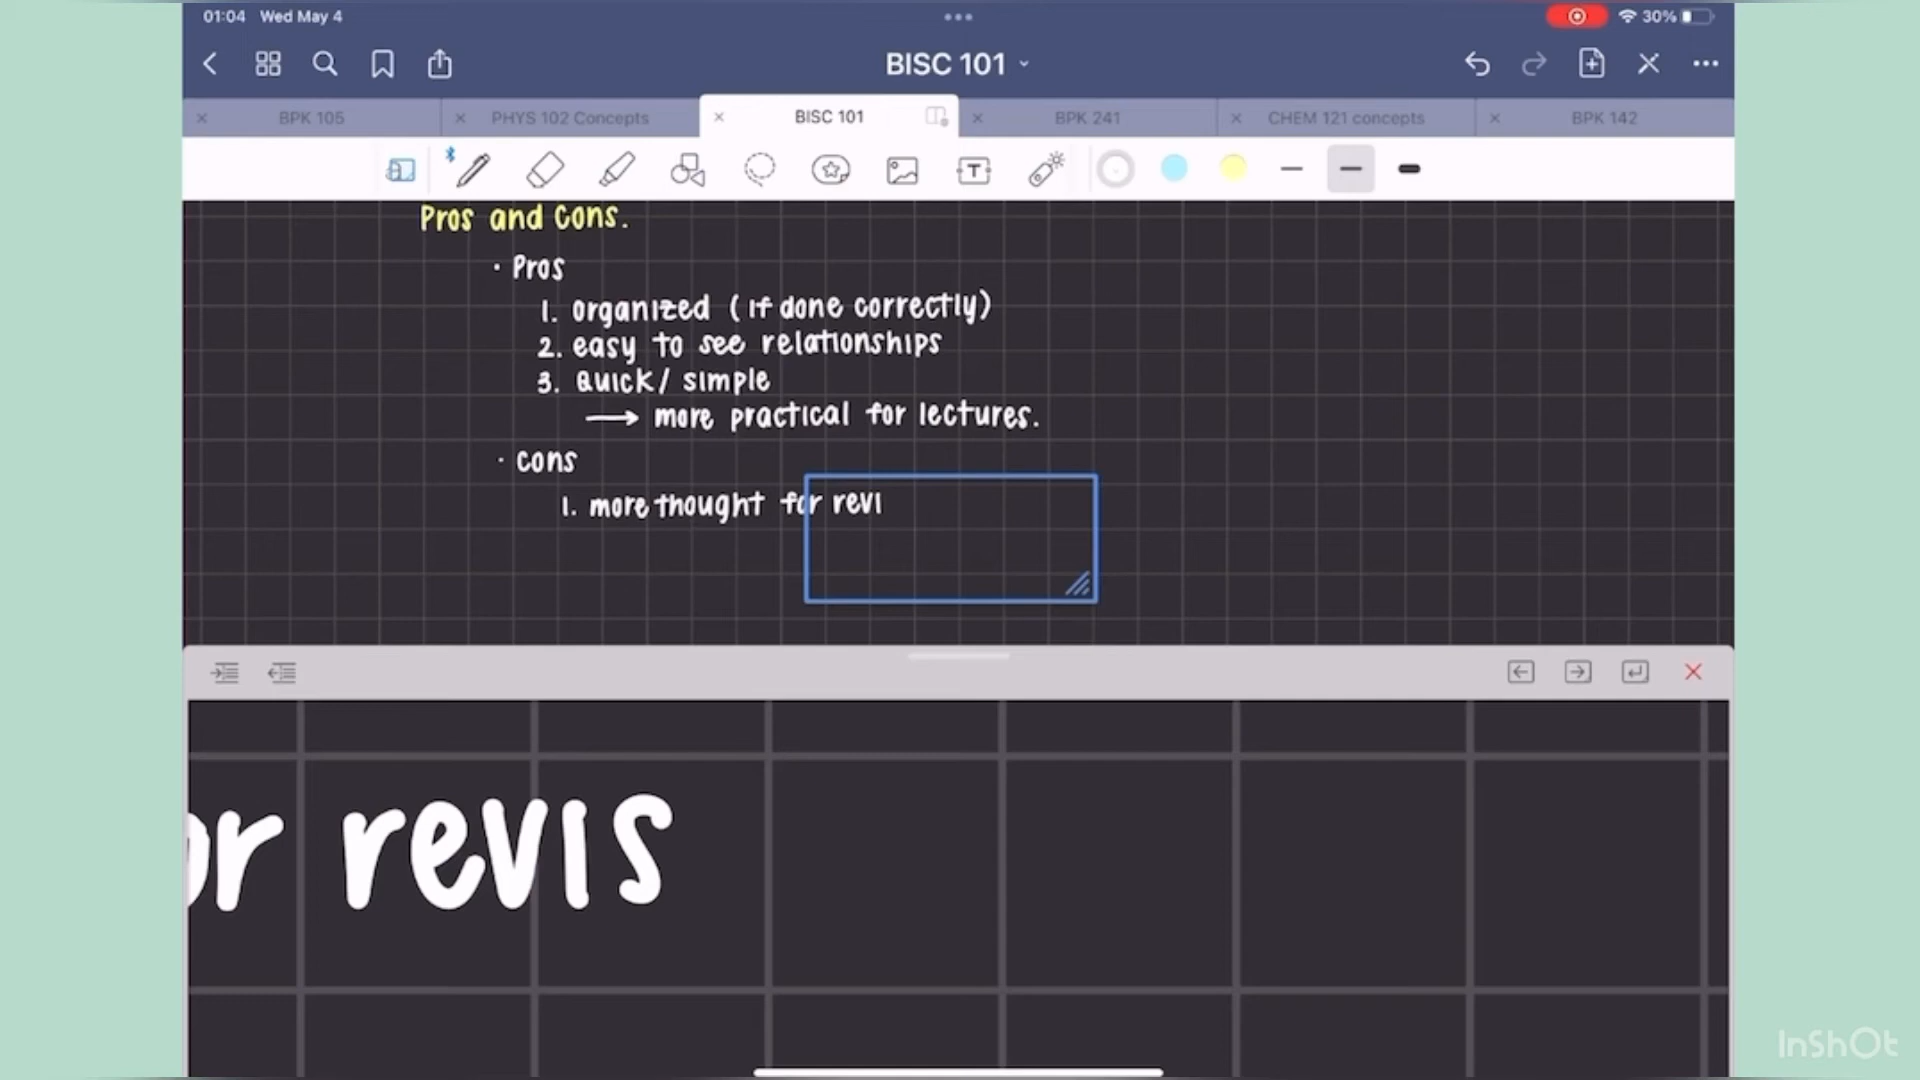 01:04 Wed May 4 30%
BISC 101
BPK 105 PHYS 102 Concepts BISC 101 BPK 241 CHEM 121 concepts BPK 142
Pros and Cons.
· Pros
1. organized (if done correctly)
2. easy to see relationships
3. Quick/ simple
→ more practical for lectures.
· cons
1. more thought for revi
or revis
InShOt